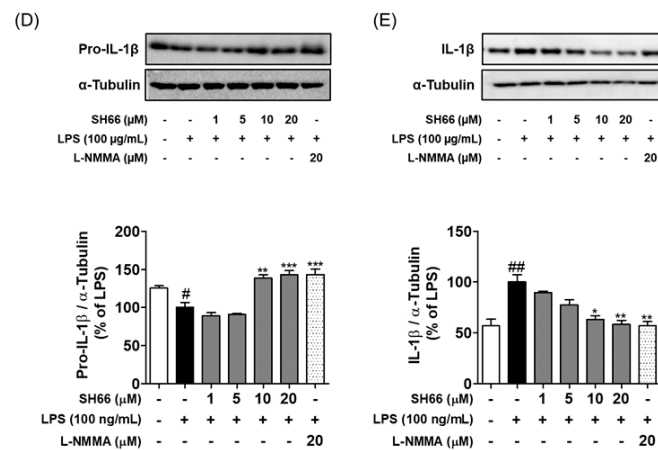 (D)
Pro-IL-1β
α-Tubulin
SH66 (μM) - - 1 5 10 20 -
LPS (100 μg/mL) - + + + + + +
L-NMMA (μM) - - - - - - 20
Pro-IL-1β / α-Tubulin
(% of LPS)
200
150
100
50
0
#
**
***
***
SH66 (μM) - - 1 5 10 20 -
LPS (100 ng/mL) - + + + + + +
L-NMMA (μM) - - - - - - 20
(E)
IL-1β
α-Tubulin
SH66 (μM) - - 1 5 10 20 -
LPS (100 μg/mL) - + + + + + +
L-NMMA (μM) - - - - - - 20
IL-1β / α-Tubulin
(% of LPS)
150
100
50
0
##
*
**
**
SH66 (μM) - - 1 5 10 20 -
LPS (100 ng/mL) - + + + + + +
L-NMMA (μM) - - - - - - 20